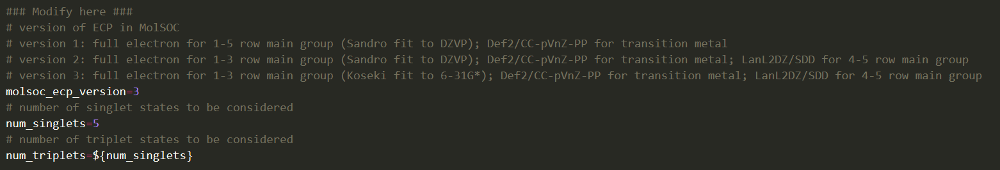 ### Modify here ###
# version of ECP in MolSOC
# version 1: full electron for 1-5 row main group (Sandro fit to DZVP); Def2/CC-pVnZ-PP for transition metal
# version 2: full electron for 1-3 row main group (Sandro fit to DZVP); Def2/CC-pVnZ-PP for transition metal; LanL2DZ/SDD for 4-5 row main group
# version 3: full electron for 1-3 row main group (Koseki fit to 6-31G*); Def2/CC-pVnZ-PP for transition metal; LanL2DZ/SDD for 4-5 row main group
molsoc_ecp_version=3
# number of singlet states to be considered
num_singlets=5
# number of triplet states to be considered
num_triplets=${num_singlets}